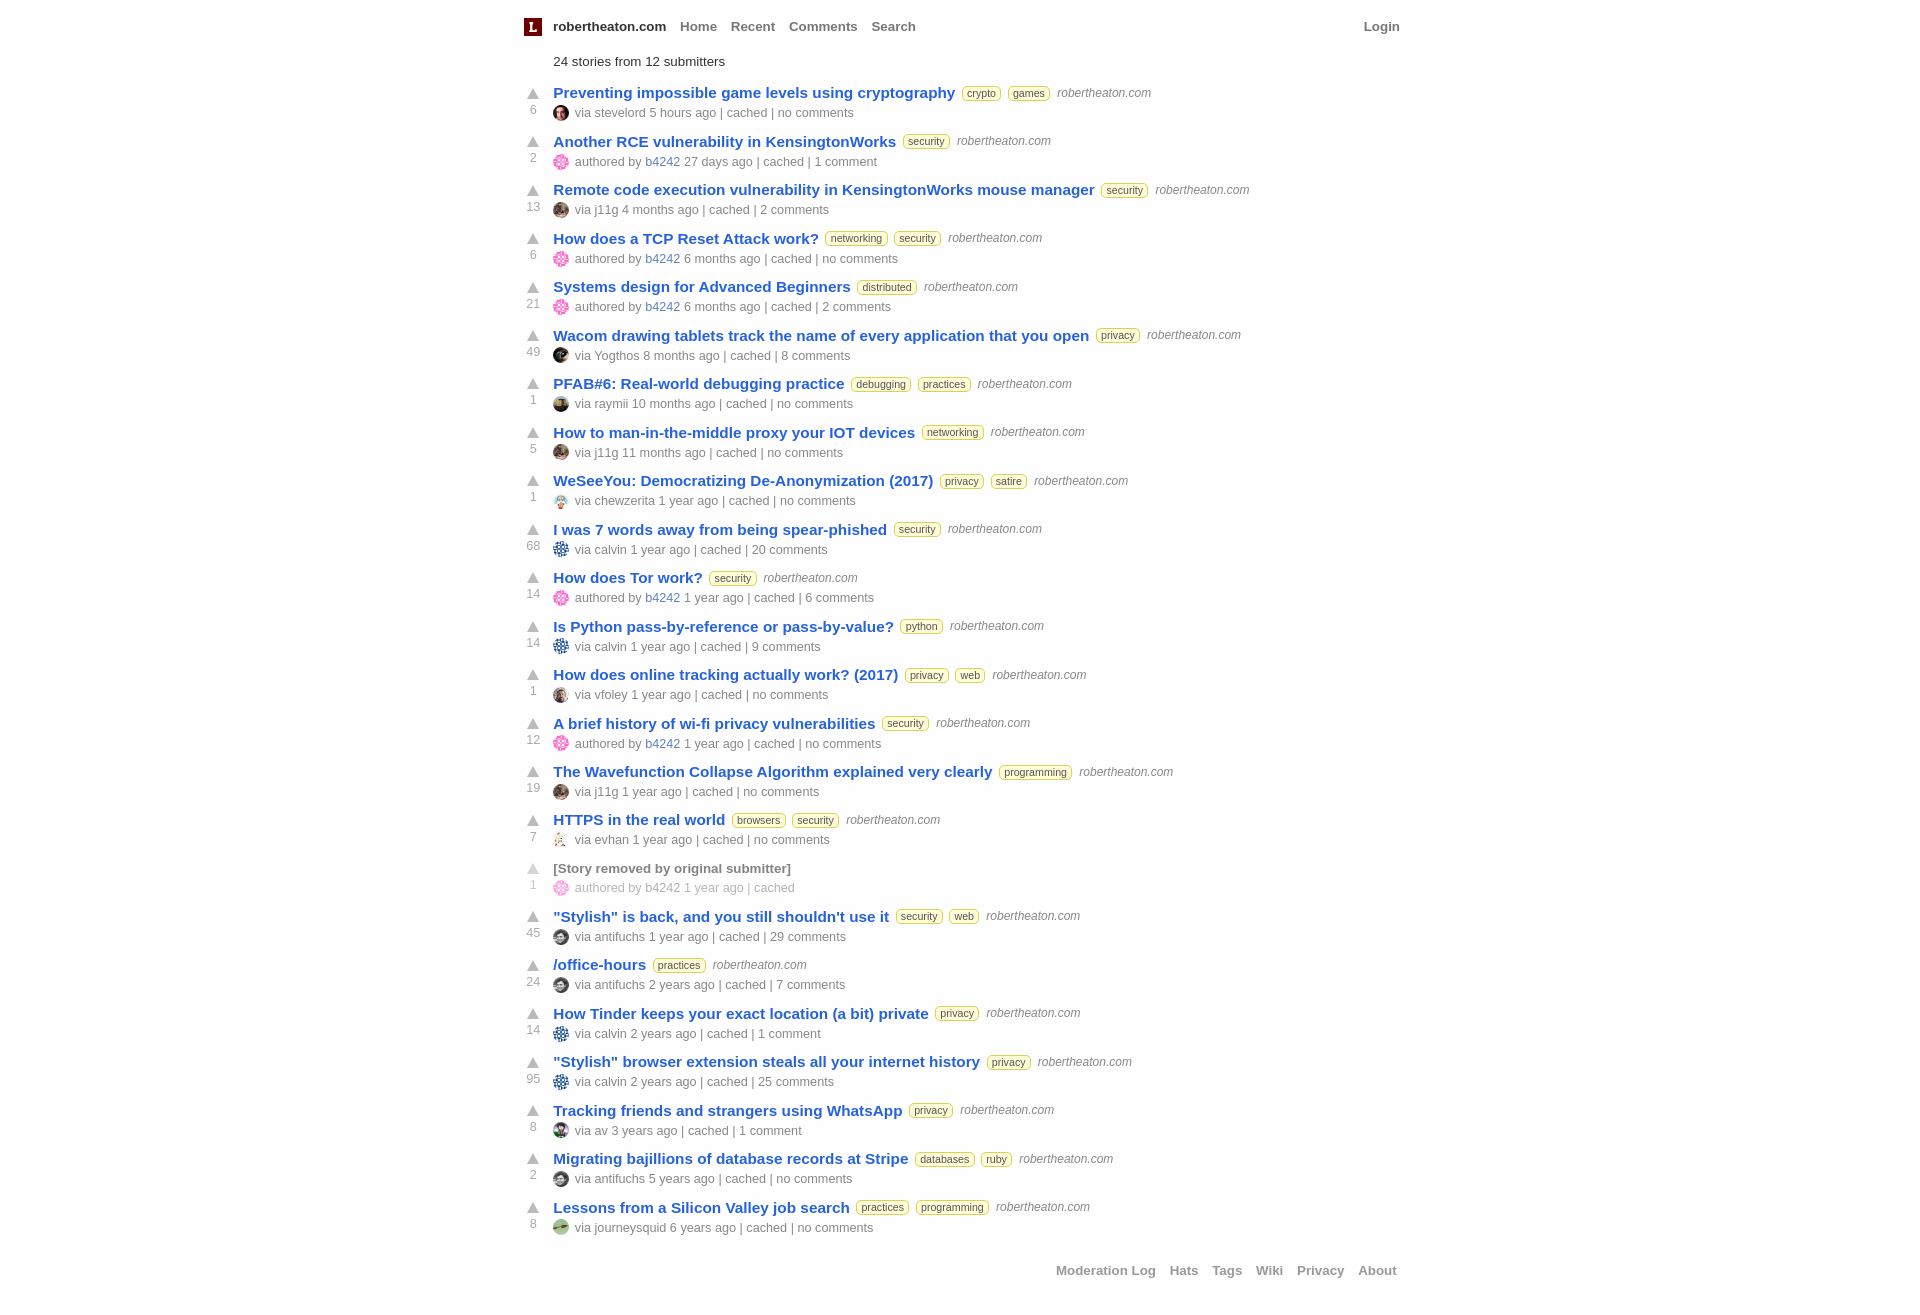 L robertheaton.com Home Recent Comments Search Login
24 stories from 12 submitters
Preventing impossible game levels using cryptography crypto games robertheaton.com
6 via stevelord 5 hours ago | cached | no comments
Another RCE vulnerability in KensingtonWorks security robertheaton.com
2 authored by b4242 27 days ago | cached | 1 comment
Remote code execution vulnerability in KensingtonWorks mouse manager security robertheaton.com
13 via j11g 4 months ago | cached | 2 comments
How does a TCP Reset Attack work? networking security robertheaton.com
6 authored by b4242 6 months ago | cached | no comments
Systems design for Advanced Beginners distributed robertheaton.com
21 authored by b4242 6 months ago | cached | 2 comments
Wacom drawing tablets track the name of every application that you open privacy robertheaton.com
49 via Yogthos 8 months ago | cached | 8 comments
PFAB#6: Real-world debugging practice debugging practices robertheaton.com
1 via raymii 10 months ago | cached | no comments
How to man-in-the-middle proxy your IOT devices networking robertheaton.com
5 via j11g 11 months ago | cached | no comments
WeSeeYou: Democratizing De-Anonymization (2017) privacy satire robertheaton.com
1 via chewzerita 1 year ago | cached | no comments
I was 7 words away from being spear-phished security robertheaton.com
68 via calvin 1 year ago | cached | 20 comments
How does Tor work? security robertheaton.com
14 authored by b4242 1 year ago | cached | 6 comments
Is Python pass-by-reference or pass-by-value? python robertheaton.com
14 via calvin 1 year ago | cached | 9 comments
How does online tracking actually work? (2017) privacy web robertheaton.com
1 via vfoley 1 year ago | cached | no comments
A brief history of wi-fi privacy vulnerabilities security robertheaton.com
12 authored by b4242 1 year ago | cached | no comments
The Wavefunction Collapse Algorithm explained very clearly programming robertheaton.com
19 via j11g 1 year ago | cached | no comments
HTTPS in the real world browsers security robertheaton.com
7 via evhan 1 year ago | cached | no comments
[Story removed by original submitter]
1 authored by b4242 1 year ago | cached
"Stylish" is back, and you still shouldn't use it security web robertheaton.com
45 via antifuchs 1 year ago | cached | 29 comments
/office-hours practices robertheaton.com
24 via antifuchs 2 years ago | cached | 7 comments
How Tinder keeps your exact location (a bit) private privacy robertheaton.com
14 via calvin 2 years ago | cached | 1 comment
"Stylish" browser extension steals all your internet history privacy robertheaton.com
95 via calvin 2 years ago | cached | 25 comments
Tracking friends and strangers using WhatsApp privacy robertheaton.com
8 via av 3 years ago | cached | 1 comment
Migrating bajillions of database records at Stripe databases ruby robertheaton.com
2 via antifuchs 5 years ago | cached | no comments
Lessons from a Silicon Valley job search practices programming robertheaton.com
8 via journeysquid 6 years ago | cached | no comments
Moderation Log Hats Tags Wiki Privacy About